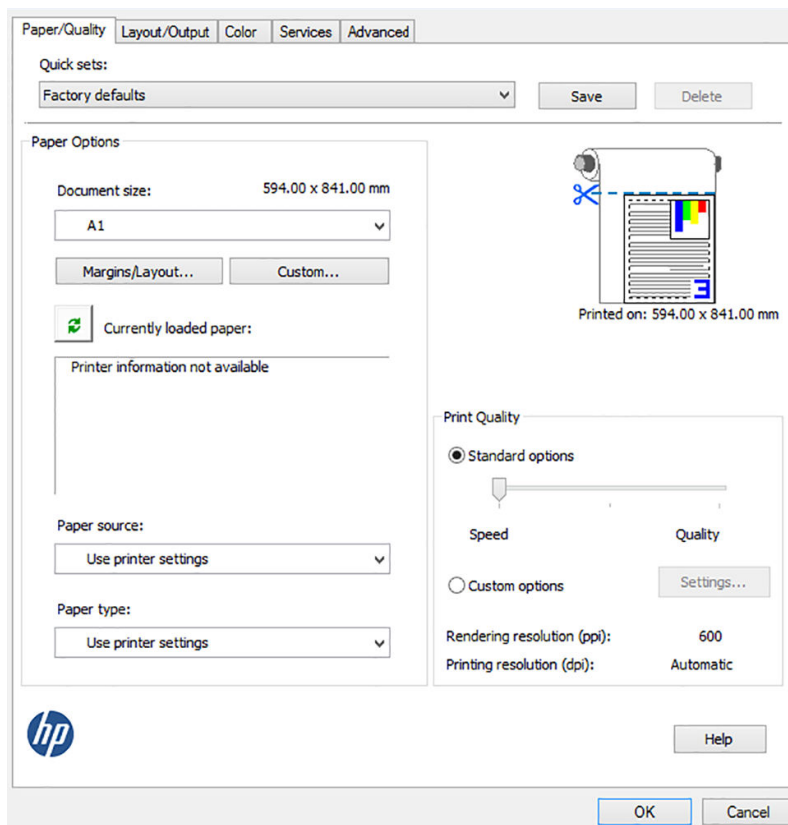 Paper/Quality Layout/Output Color Services Advanced
Quick sets:
Factory defaults Save Delete
Paper Options
Document size: 594.00 x 841.00 mm
A1
Margins/Layout... Custom...
Currently loaded paper:
Printer information not available
Paper source:
Use printer settings
Paper type:
Use printer settings
Printed on: 594.00 x 841.00 mm
Print Quality
Standard options
Speed Quality
Custom options Settings...
Rendering resolution (ppi): 600
Printing resolution (dpi): Automatic
hp
Help
OK Cancel